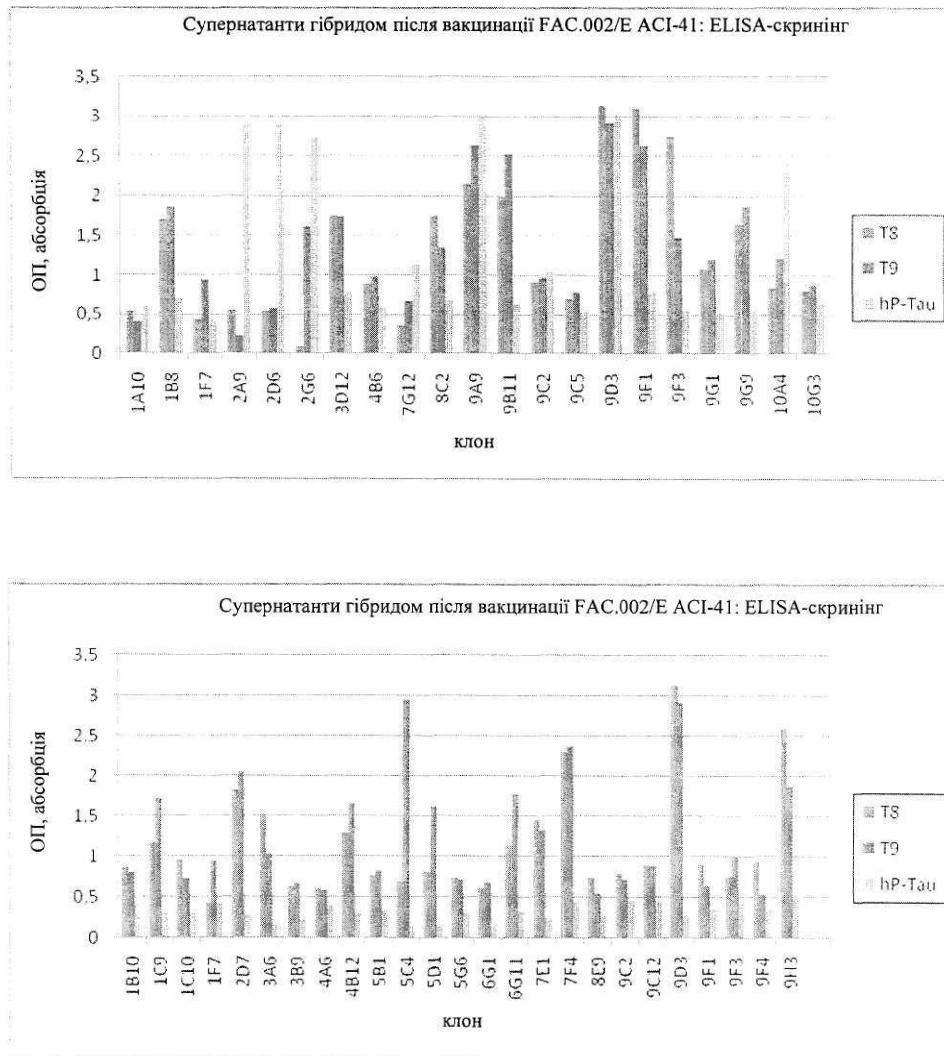 Супернатанти гібридом після вакцинації FAC.002/E ACI-41: ELISA-скринінг
3,5
3
2,5
2
1,5
1
0,5
0
ОП, абсорбція
1A10 1B8 1F7 2A9 2D6 2G6 3D12 4B6 7G12 8C2 9A9 9B11 9C2 9C5 9D3 9F1 9F3 9G1 9G9 10A4 10G3
клон
T8
T9
hP-Tau
Супернатанти гібридом після вакцинації FAC.002/E ACI-41: ELISA-скринінг
3.5
3
2.5
2
1.5
1
0.5
0
ОП, абсорбція
1B10 1C9 1C10 1F7 2D7 3A6 3B9 4A6 4B12 5B1 5C4 5D1 5G6 6G1 6G11 7E1 7F4 8E9 9C2 9C12 9D3 9F1 9F3 9F4 9H3
клон
T8
T9
hP-Tau